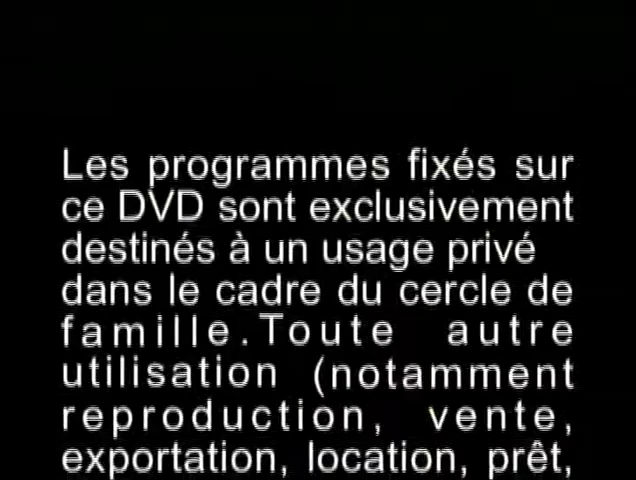 Les programmes fixés sur
ce DVD sont exclusivement
destinés à un usage privé
dans le cadre du cercle de
famille.Toute autre
utilisation (notamment
reproduction, vente,
exportation, location, prêt,